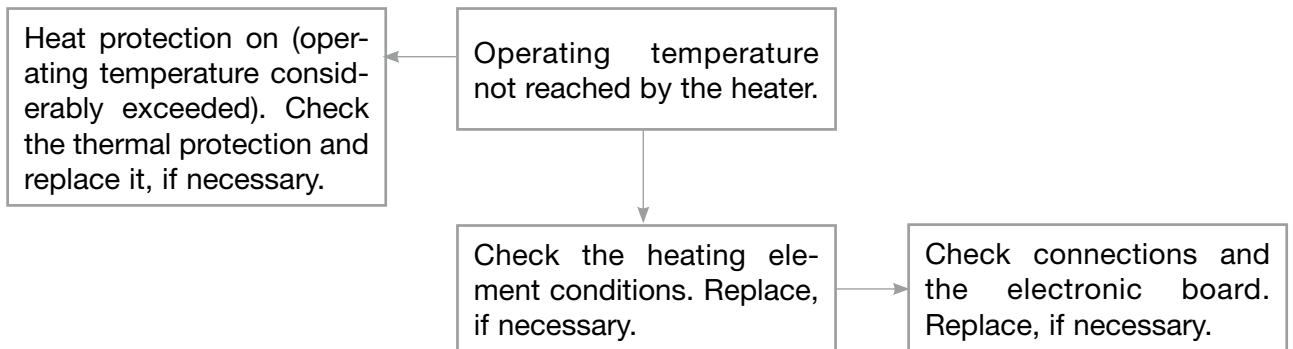 Heat protection on (oper-
ating temperature consid-
erably exceeded). Check
the thermal protection and
replace it, if necessary.
Operating temperature
not reached by the heater.
Check the heating ele-
ment conditions. Replace,
if necessary.
Check connections and
the electronic board.
Replace, if necessary.